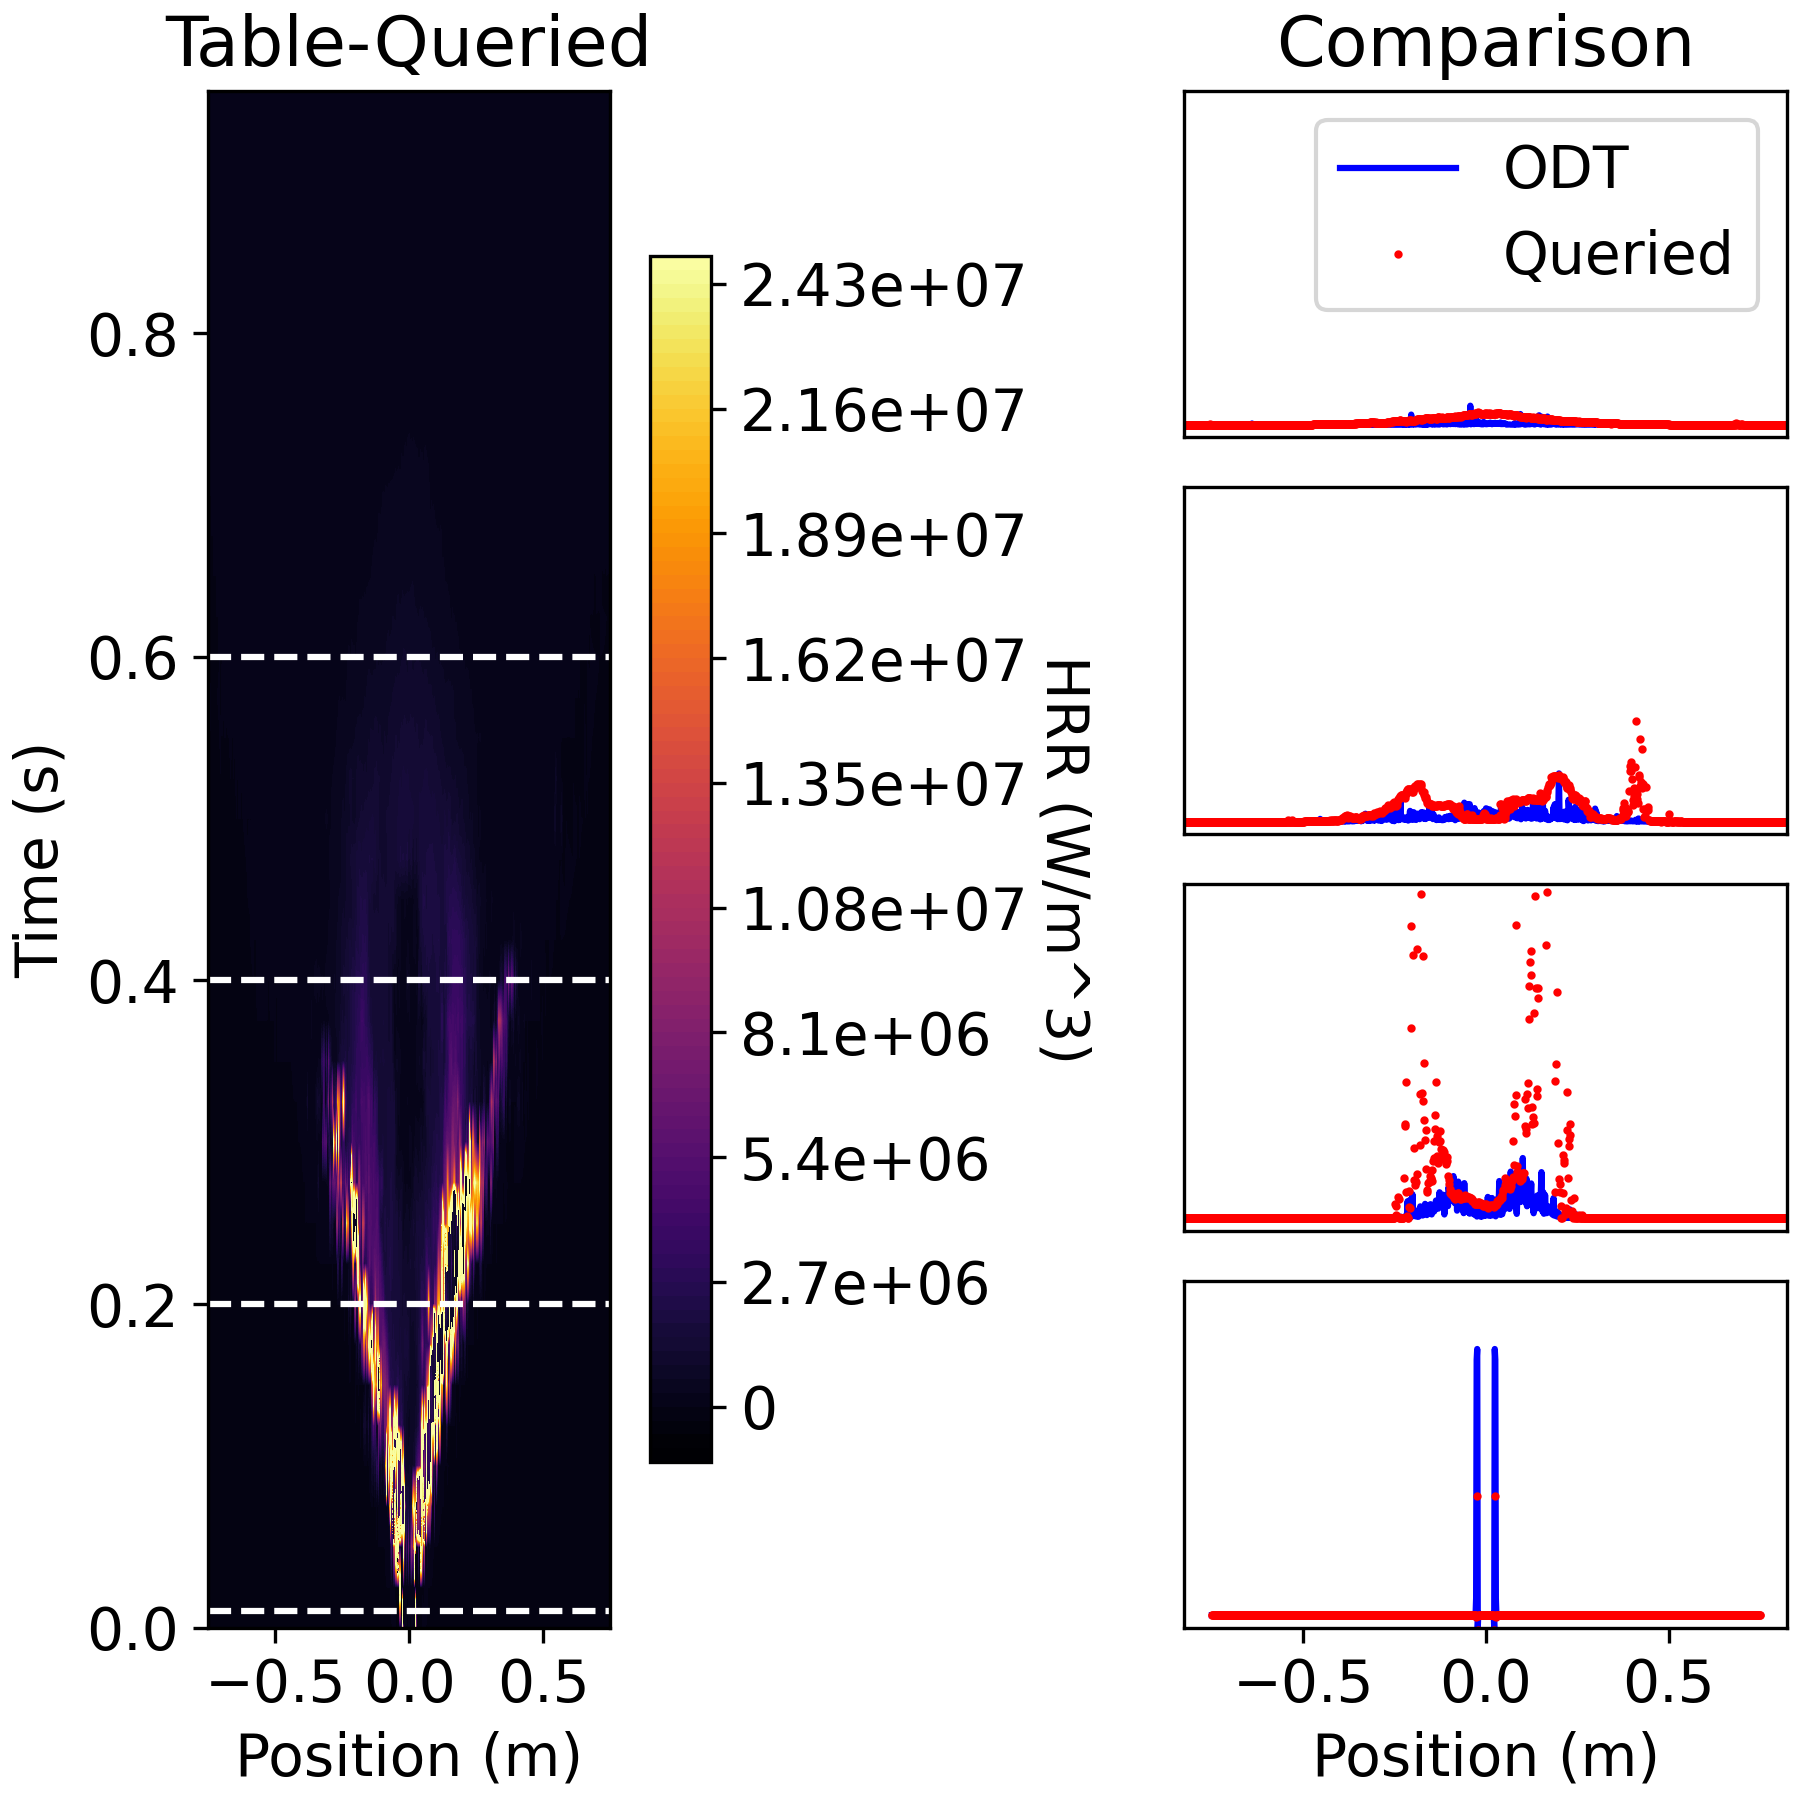 Table-Queried
Comparison
0.8
0.6
0.4
0.2
0.0
Time (s)
−0.5 0.0 0.5
Position (m)
2.43e+07
2.16e+07
1.89e+07
1.62e+07
1.35e+07
1.08e+07
8.1e+06
5.4e+06
2.7e+06
0
HRR (W/m^3)
ODT
Queried
−0.5 0.0 0.5
Position (m)